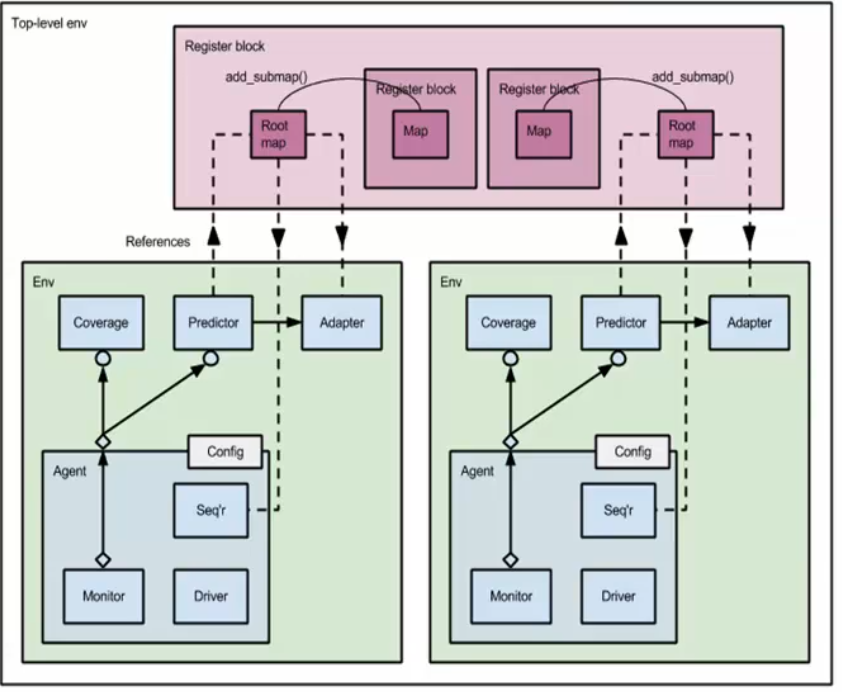 Top-level env
Register block
add_submap()
Register block
Register block
add_submap()
Root
map
Map
Map
Root
map
References
Env
Coverage
Predictor
Adapter
Config
Agent
Seq'r
Monitor
Driver
Env
Coverage
Predictor
Adapter
Config
Agent
Seq'r
Monitor
Driver